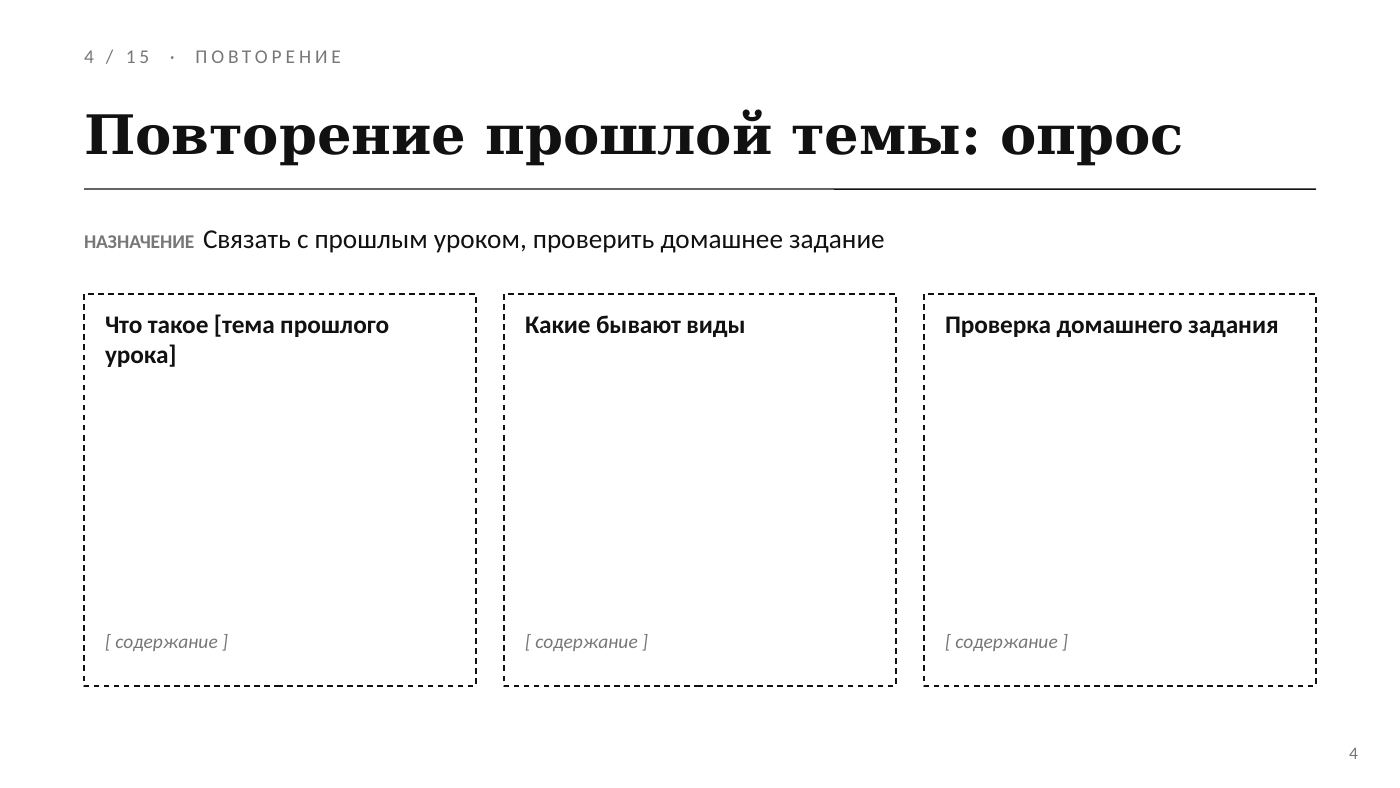 4 / 15 · ПОВТОРЕНИЕ
Повторение прошлой темы: опрос
НАЗНАЧЕНИЕ Связать с прошлым уроком, проверить домашнее задание
Что такое [тема прошлого
урока]
[ содержание ]
Какие бывают виды
[ содержание ]
Проверка домашнего задания
[ содержание ]
4